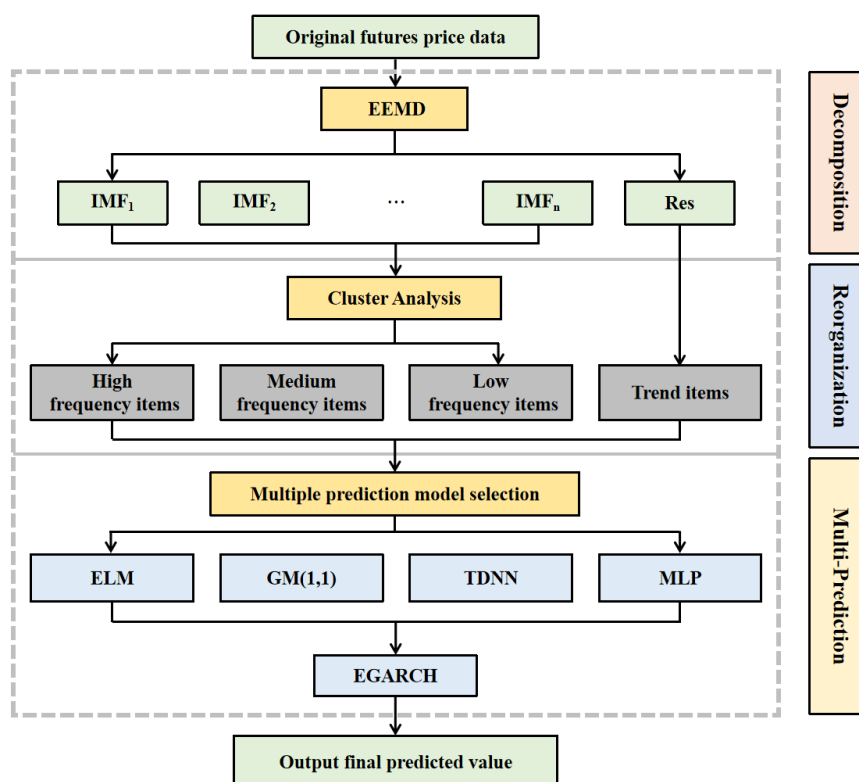 Original futures price data
EEMD
Decomposition
IMF₁
IMF₂
...
IMFₙ
Res
Cluster Analysis
Reorganization
High
frequency items
Medium
frequency items
Low
frequency items
Trend items
Multiple prediction model selection
Multi-Prediction
ELM
GM(1,1)
TDNN
MLP
EGARCH
Output final predicted value